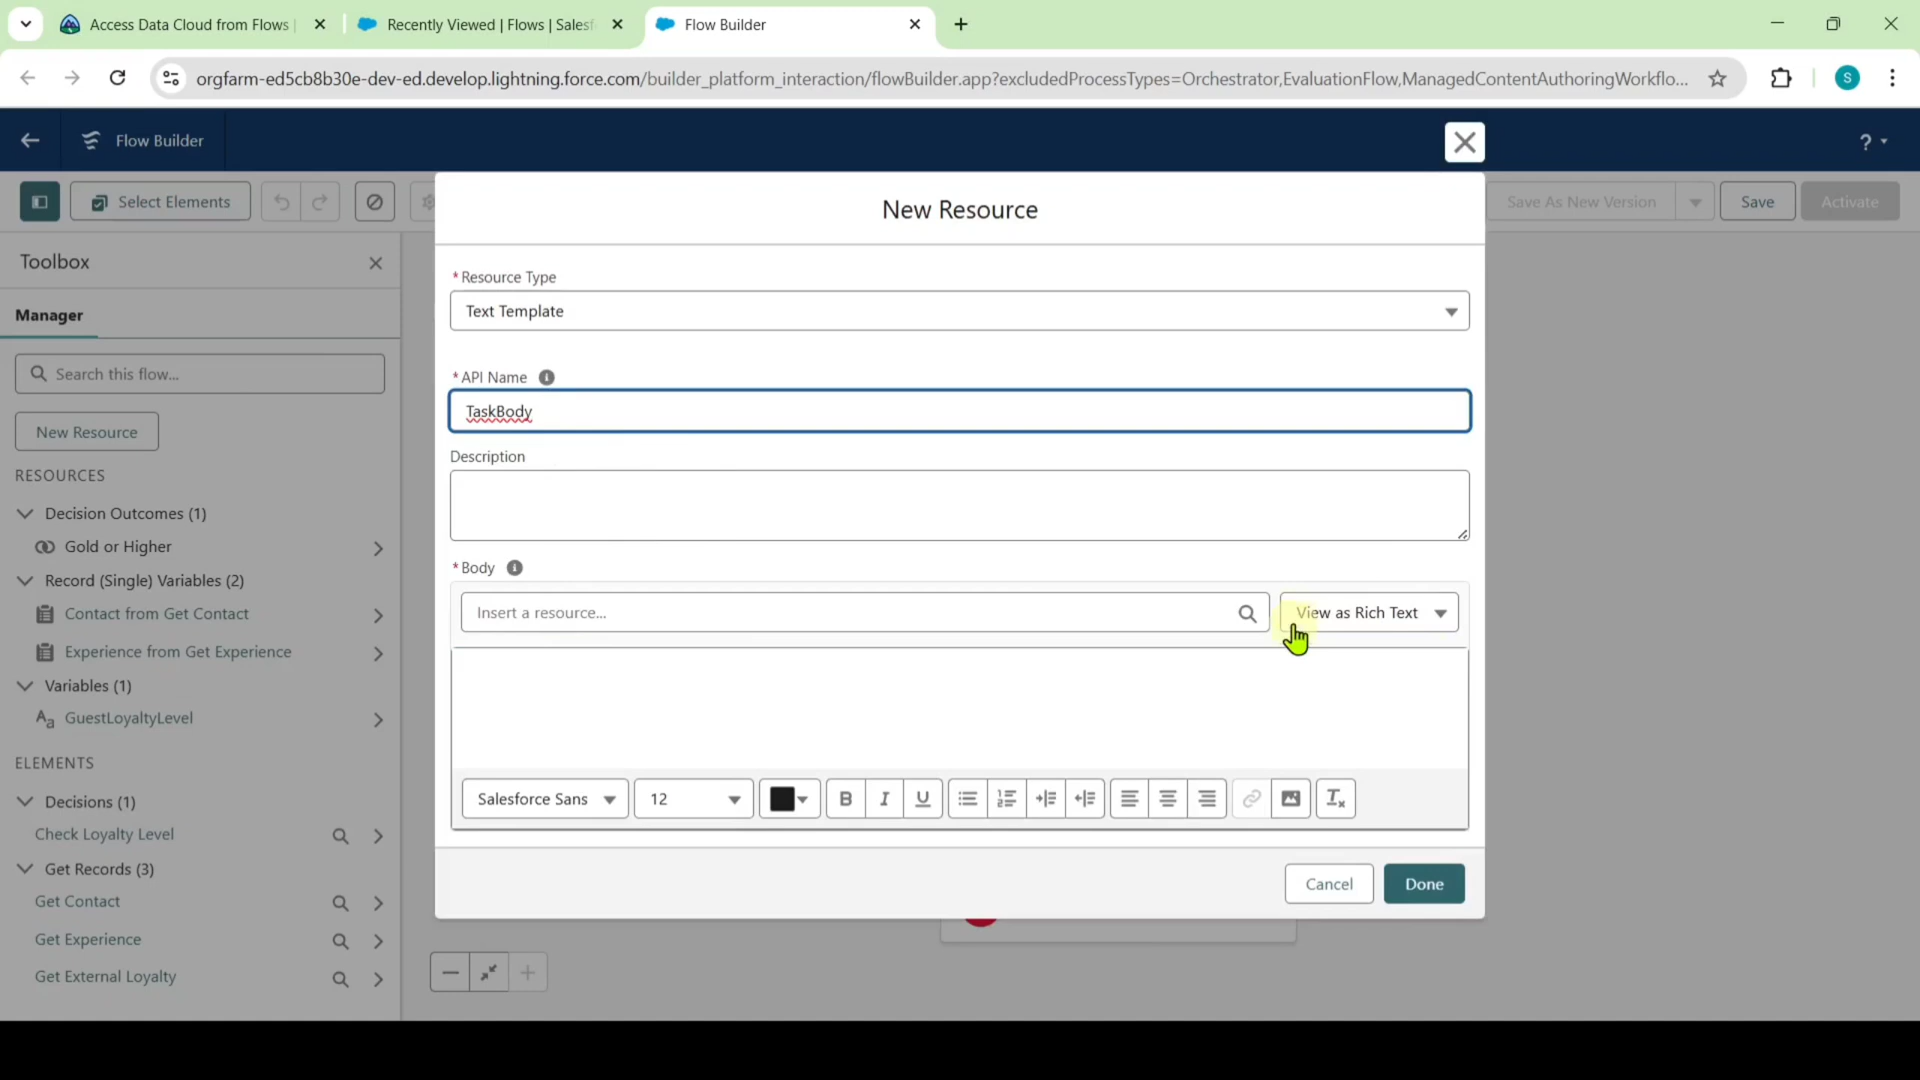 Access Data Cloud from Flows
Recently Viewed | Flows | Salesf
Flow Builder
orgfarm-ed5cb8b30e-dev-ed.develop.lightning.force.com/builder_platform_interaction/flowBuilder.app?excludedProcessTypes=Orchestrator,EvaluationFlow,ManagedContentAuthoringWorkflo...
S
Flow Builder
?
Select Elements
Save As New Version
Save
Activate
Toolbox
Manager
Search this flow...
New Resource
RESOURCES
Decision Outcomes (1)
Gold or Higher
Record (Single) Variables (2)
Contact from Get Contact
Experience from Get Experience
Variables (1)
Aa GuestLoyaltyLevel
ELEMENTS
Decisions (1)
Check Loyalty Level
Get Records (3)
Get Contact
Get Experience
Get External Loyalty
New Resource
* Resource Type
Text Template
* API Name
TaskBody
Description
* Body
Insert a resource...
View as Rich Text
Salesforce Sans
12
B I U
Cancel
Done